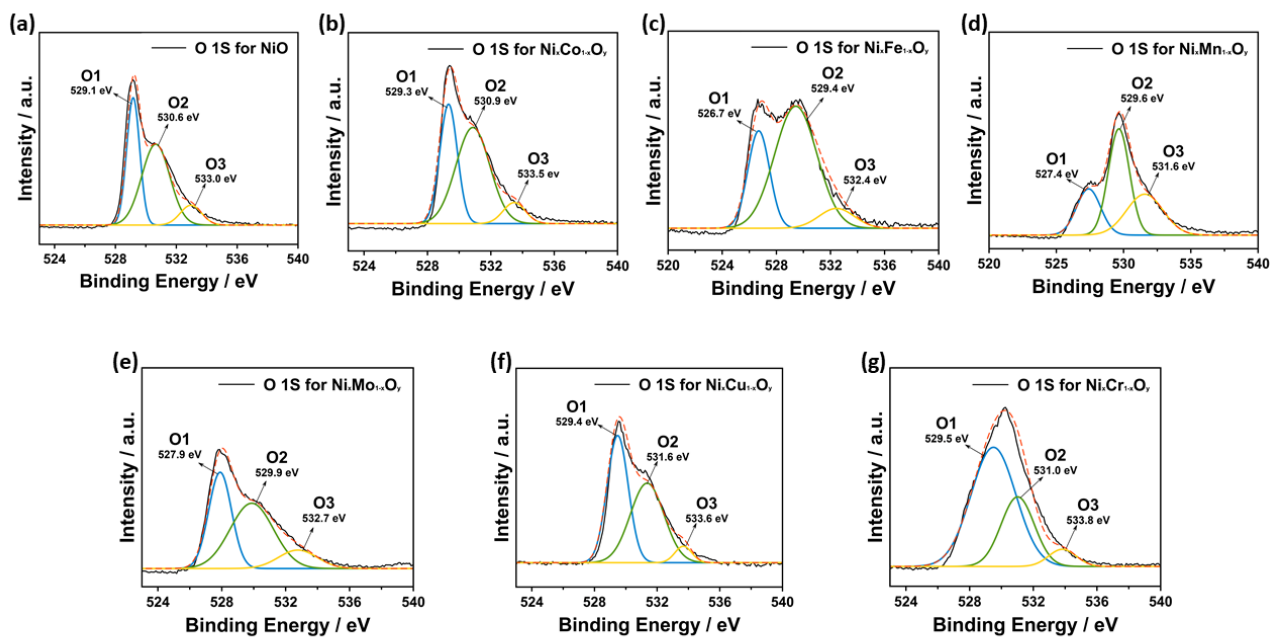 (a)
O 1S for NiO
O1
529.1 eV
O2
530.6 eV
O3
533.0 eV
Intensity / a.u.
524 528 532 536 540
Binding Energy / eV
(b)
O 1S for NiₓCo₁₋ₓOᵧ
O1
529.3 eV
O2
530.9 eV
O3
533.5 eV
Intensity / a.u.
524 528 532 536 540
Binding Energy / eV
(c)
O 1S for NiₓFe₁₋ₓOᵧ
O1
526.7 eV
O2
529.4 eV
O3
532.4 eV
Intensity / a.u.
520 524 528 532 536 540
Binding Energy / eV
(d)
O 1S for NiₓMn₁₋ₓOᵧ
O1
527.4 eV
O2
529.6 eV
O3
531.6 eV
Intensity / a.u.
520 525 530 535 540
Binding Energy / eV
(e)
O 1S for NiₓMo₁₋ₓOᵧ
O1
527.9 eV
O2
529.9 eV
O3
532.7 eV
Intensity / a.u.
524 528 532 536 540
Binding Energy / eV
(f)
O 1S for NiₓCu₁₋ₓOᵧ
O1
529.4 eV
O2
531.6 eV
O3
533.6 eV
Intensity / a.u.
524 528 532 536 540
Binding Energy / eV
(g)
O 1S for NiₓCr₁₋ₓOᵧ
O1
529.5 eV
O2
531.0 eV
O3
533.8 eV
Intensity / a.u.
524 528 532 536 540
Binding Energy / eV